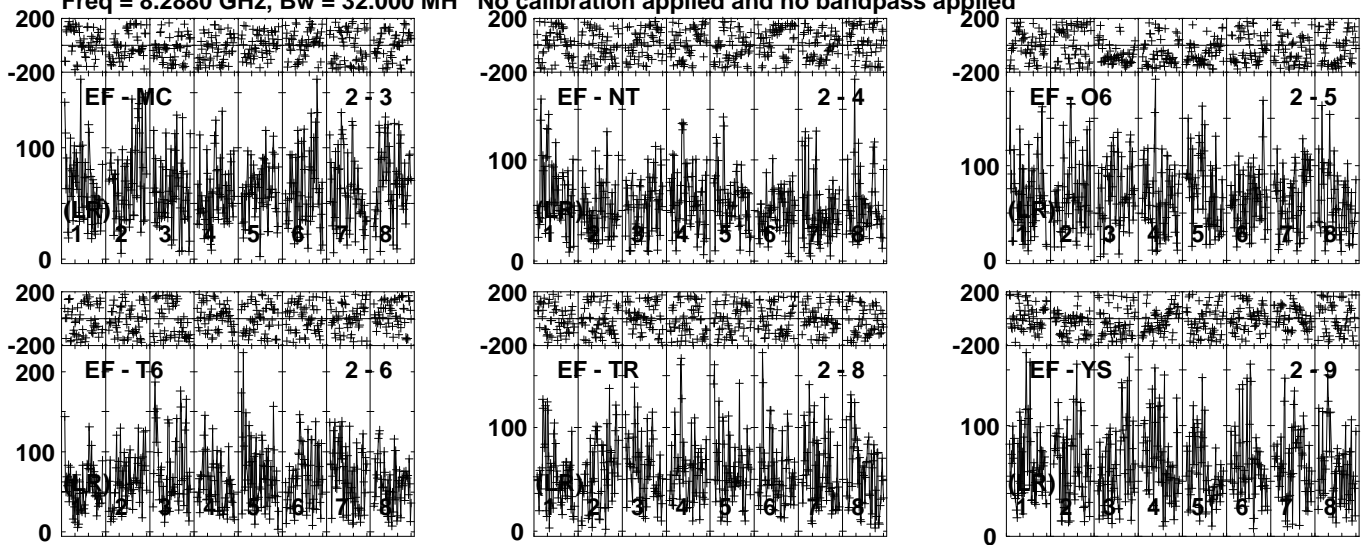 Freq = 8.2880 GHz, Bw = 32.000 MH No calibration applied and no bandpass applied
200 200 200
-200 -200 -200
EF - MC 2 - 3 EF - NT 2 - 4 EF - O6 2 - 5
100 100 100
(LR) (LR) (LR)
1 2 3 4 5 6 7 8 1 2 3 4 5 6 7 8 1 2 3 4 5 6 7 8
0 0 0
200 200 200
-200 -200 -200
EF - T6 2 - 6 EF - TR 2 - 8 EF - YS 2 - 9
200
100 100 100
(LR) (LR) (LR)
1 2 3 4 5 6 7 8 1 2 3 4 5 6 7 8 1 2 3 4 5 6 7 8
0 0 0